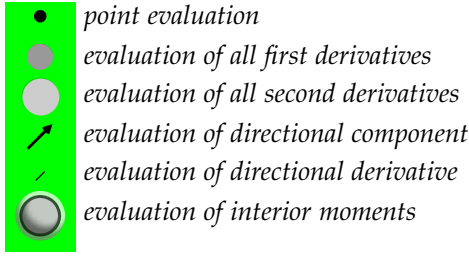 point evaluation
evaluation of all first derivatives
evaluation of all second derivatives
evaluation of directional component
evaluation of directional derivative
evaluation of interior moments